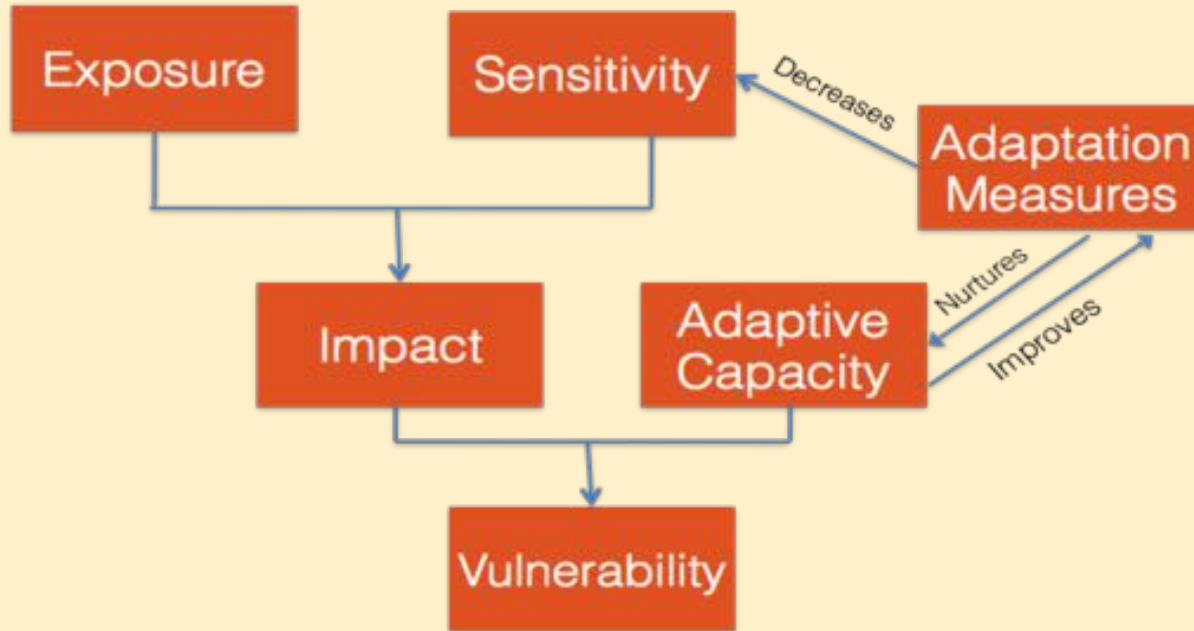 Exposure
Sensitivity
Decreases
Adaptation
Measures
Nurtures
Improves
Impact
Adaptive
Capacity
Vulnerability